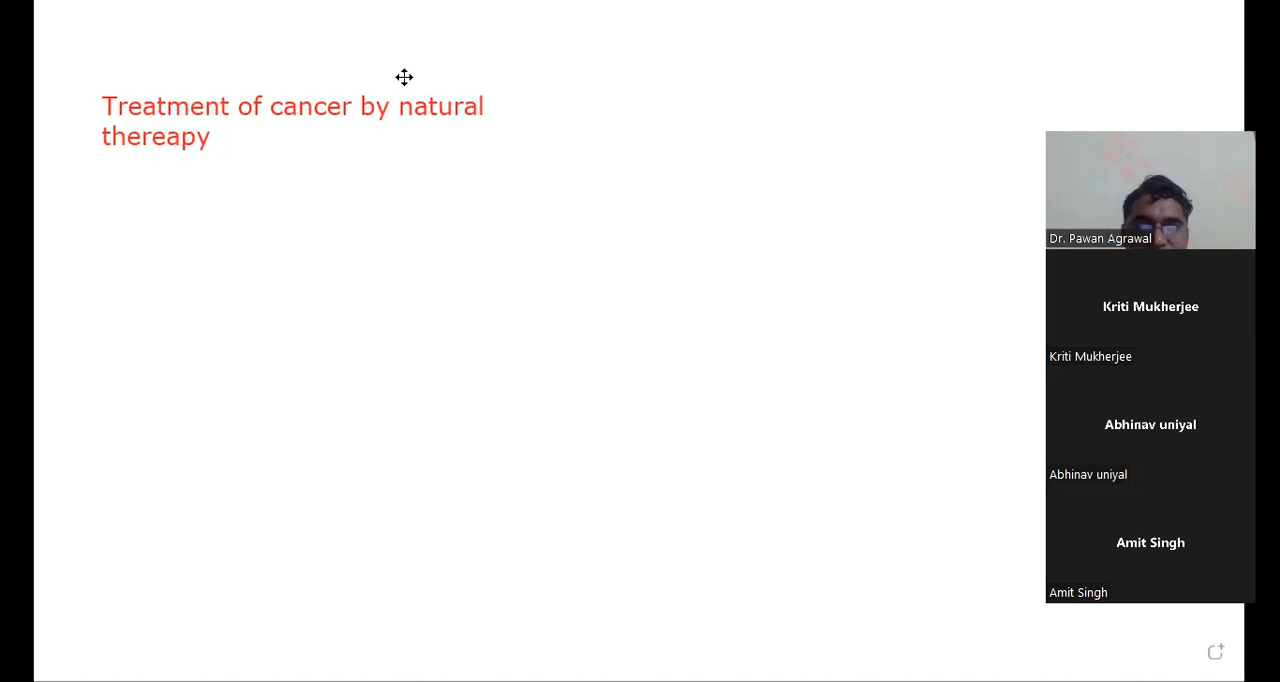 Treatment of cancer by natural
thereapy
Dr. Pawan Agrawal
Kriti Mukherjee
Kriti Mukherjee
Abhinav uniyal
Abhinav uniyal
Amit Singh
Amit Singh